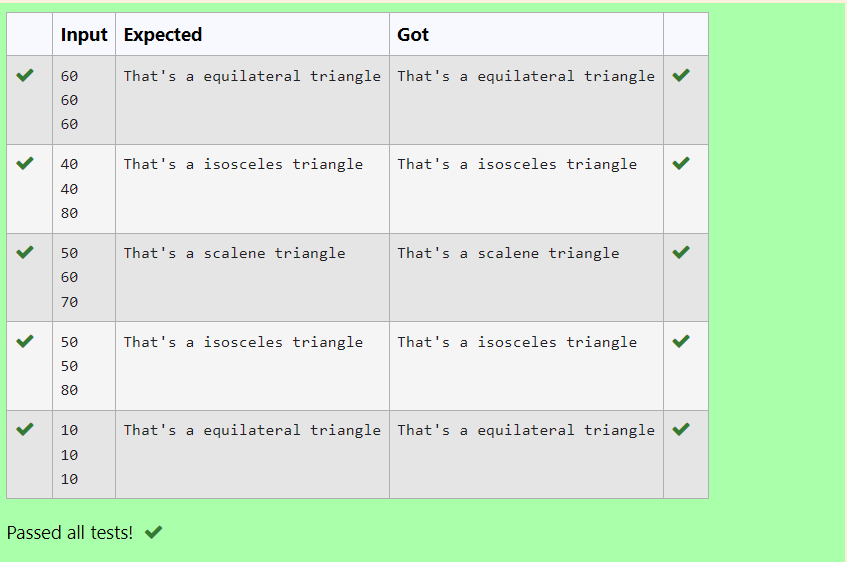 Input Expected Got
60 That's a equilateral triangle That's a equilateral triangle
60
60
40 That's a isosceles triangle That's a isosceles triangle
40
80
50 That's a scalene triangle That's a scalene triangle
60
70
50 That's a isosceles triangle That's a isosceles triangle
50
80
10 That's a equilateral triangle That's a equilateral triangle
10
10
Passed all tests!